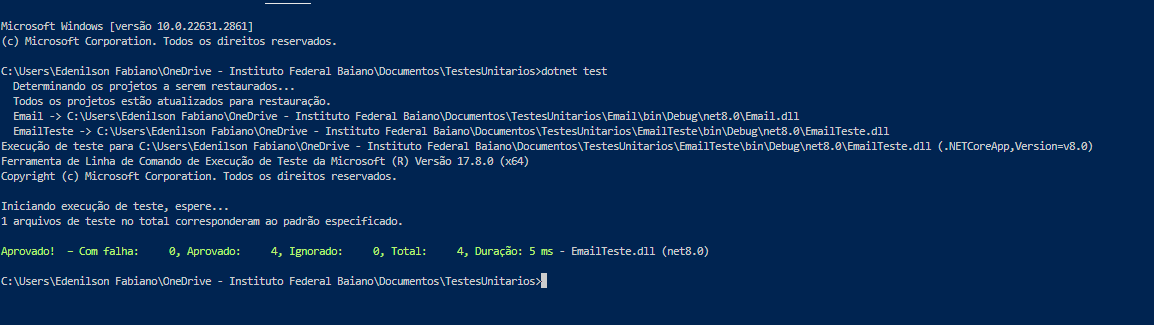 Microsoft Windows [versão 10.0.22631.2861]
(c) Microsoft Corporation. Todos os direitos reservados.
C:\Users\Edenilson Fabiano\OneDrive - Instituto Federal Baiano\Documentos\TestesUnitarios>dotnet test
Determinando os projetos a serem restaurados...
Todos os projetos estão atualizados para restauração.
Email -> C:\Users\Edenilson Fabiano\OneDrive - Instituto Federal Baiano\Documentos\TestesUnitarios\Email\bin\Debug\net8.0\Email.dll
EmailTeste -> C:\Users\Edenilson Fabiano\OneDrive - Instituto Federal Baiano\Documentos\TestesUnitarios\EmailTeste\bin\Debug\net8.0\EmailTeste.dll
Execução de teste para C:\Users\Edenilson Fabiano\OneDrive - Instituto Federal Baiano\Documentos\TestesUnitarios\EmailTeste\bin\Debug\net8.0\EmailTeste.dll (.NETCoreApp,Version=v8.0)
Ferramenta de Linha de Comando de Execução de Teste da Microsoft (R) Versão 17.8.0 (x64)
Copyright (c) Microsoft Corporation. Todos os direitos reservados.
Iniciando execução de teste, espere...
1 arquivos de teste no total corresponderam ao padrão especificado.
Aprovado!  – Com falha:     0, Aprovado:     4, Ignorado:     0, Total:     4, Duração: 5 ms - EmailTeste.dll (net8.0)
C:\Users\Edenilson Fabiano\OneDrive - Instituto Federal Baiano\Documentos\TestesUnitarios>